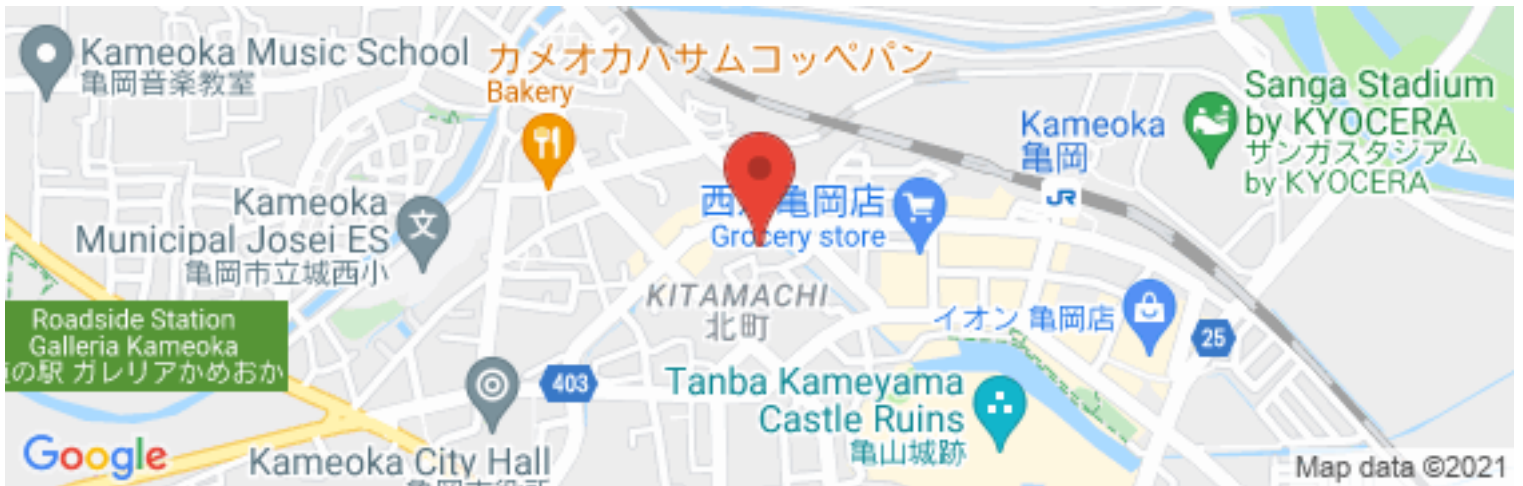 Kameoka Music School
亀岡音楽教室
カメオカハサムコッペパン
Bakery
Kameoka
亀岡
JR
Sanga Stadium
by KYOCERA
サンガスタジアム
by KYOCERA
Kameoka
Municipal Josei ES
亀岡市立城西小
文
亀岡店
Grocery store
KITAMACHI
北町
イオン 亀岡店
25
Roadside Station
Galleria Kameoka
の駅 ガレリアかめおか
403
Tanba Kameyama
Castle Ruins
亀山城跡
Google
Kameoka City Hall
Map data ©2021